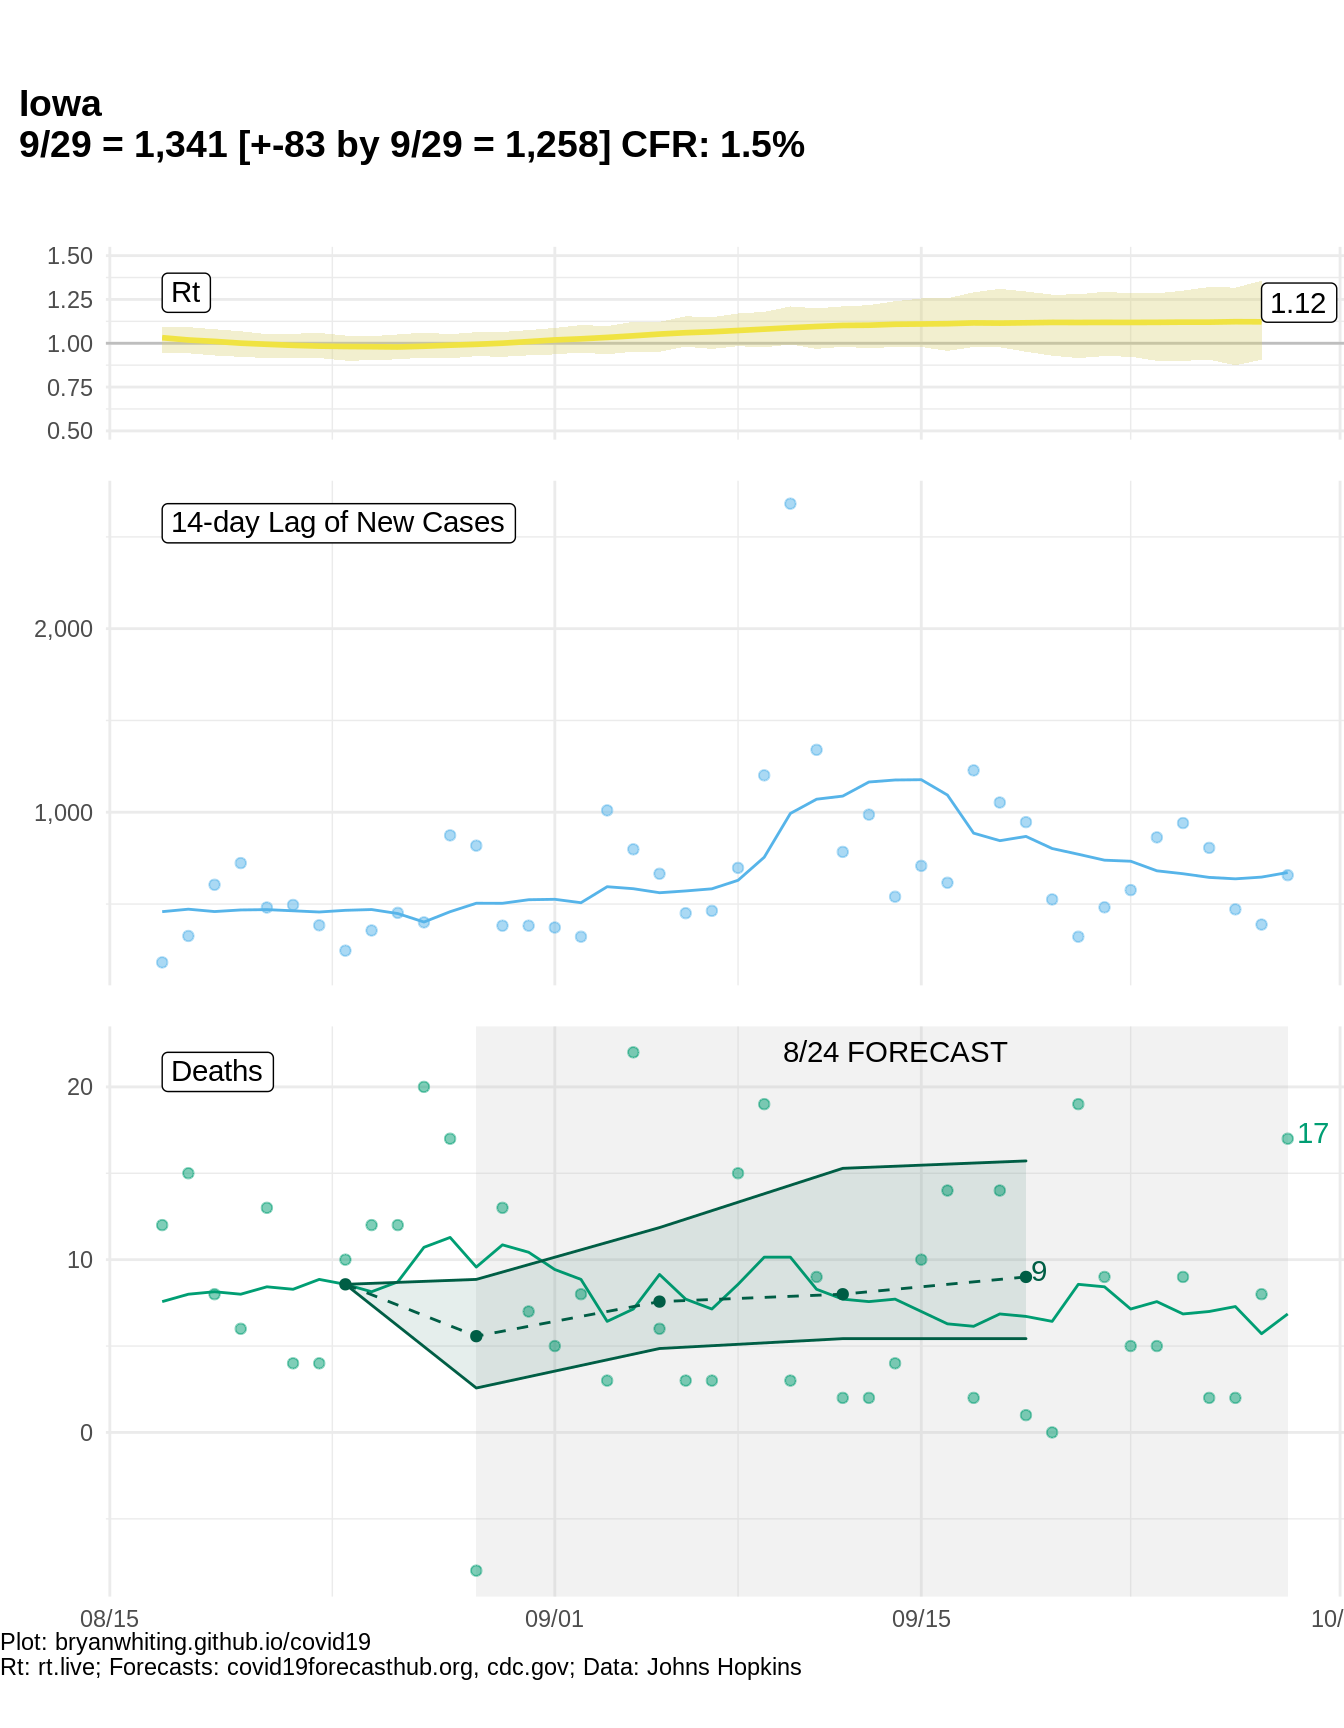 Iowa
9/29 = 1,341 [+-83 by 9/29 = 1,258] CFR: 1.5%
1.50
1.25
1.00
0.75
0.50
Rt
1.12
14-day Lag of New Cases
2,000
1,000
Deaths
8/24 FORECAST
20
10
0
17
9
08/15
09/01
09/15
10/
Plot: bryanwhiting.github.io/covid19
Rt: rt.live; Forecasts: covid19forecasthub.org, cdc.gov; Data: Johns Hopkins